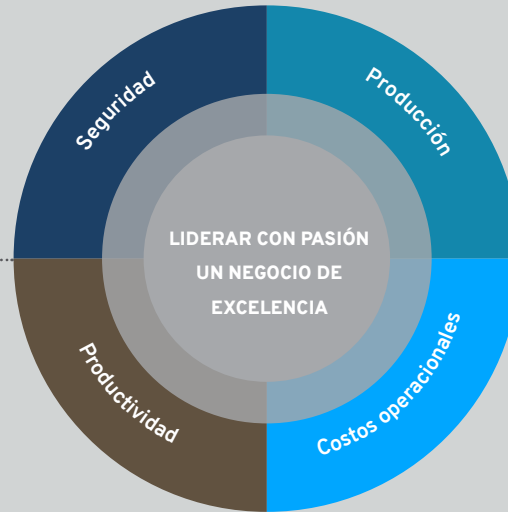 Seguridad
Producción
LIDERAR CON PASIÓN
UN NEGOCIO DE
EXCELENCIA
Productividad
Costos operacionales